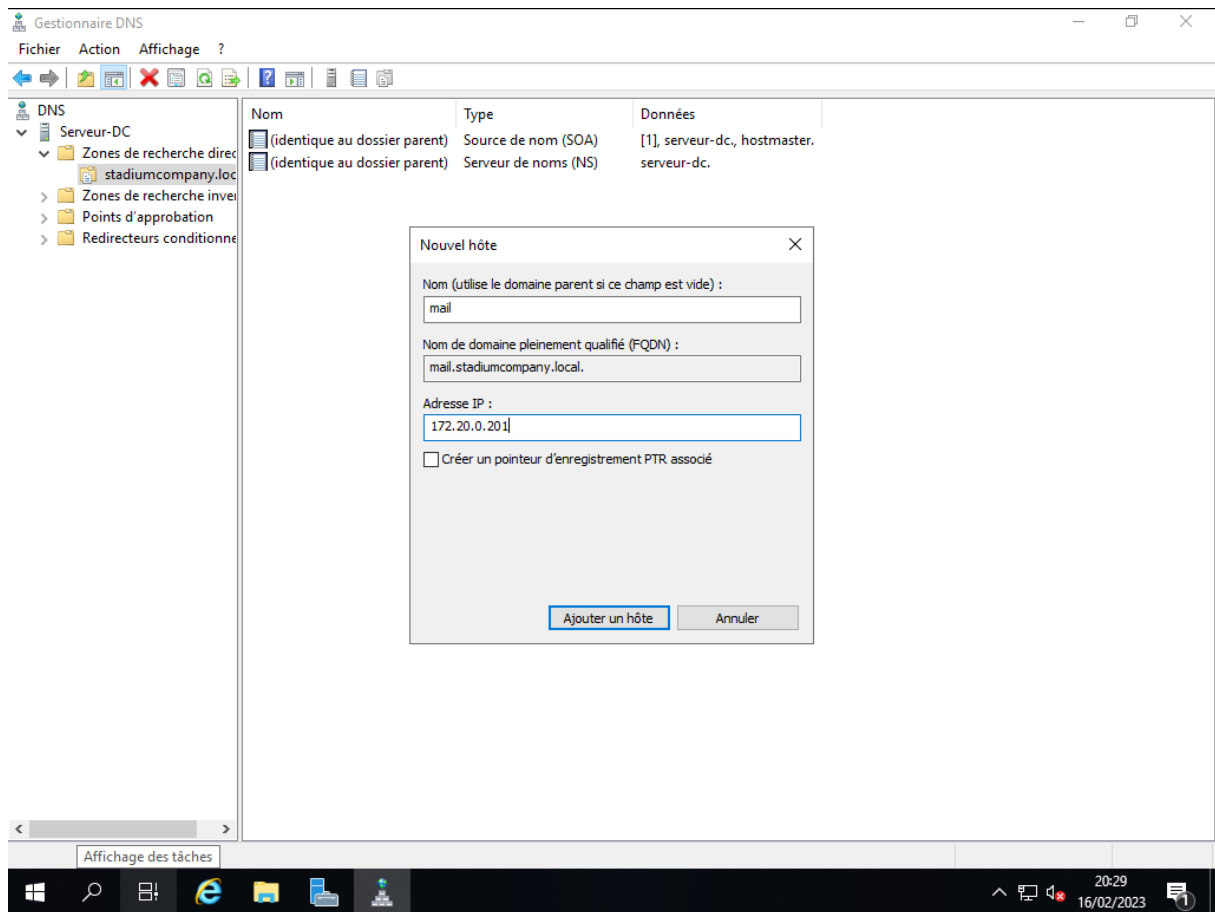 Gestionnaire DNS
Fichier Action Affichage ?
DNS
Serveur-DC
Zones de recherche direc
stadiumcompany.loc
Zones de recherche inver
Points d'approbation
Redirecteurs conditionne
Nom Type Données
(identique au dossier parent) Source de nom (SOA) [1], serveur-dc., hostmaster.
(identique au dossier parent) Serveur de noms (NS) serveur-dc.
Nouvel hôte
Nom (utilise le domaine parent si ce champ est vide) :
mail
Nom de domaine pleinement qualifié (FQDN) :
mail.stadiumcompany.local.
Adresse IP :
172.20.0.201
Créer un pointeur d'enregistrement PTR associé
Ajouter un hôte Annuler
Affichage des tâches
20:29
16/02/2023
1